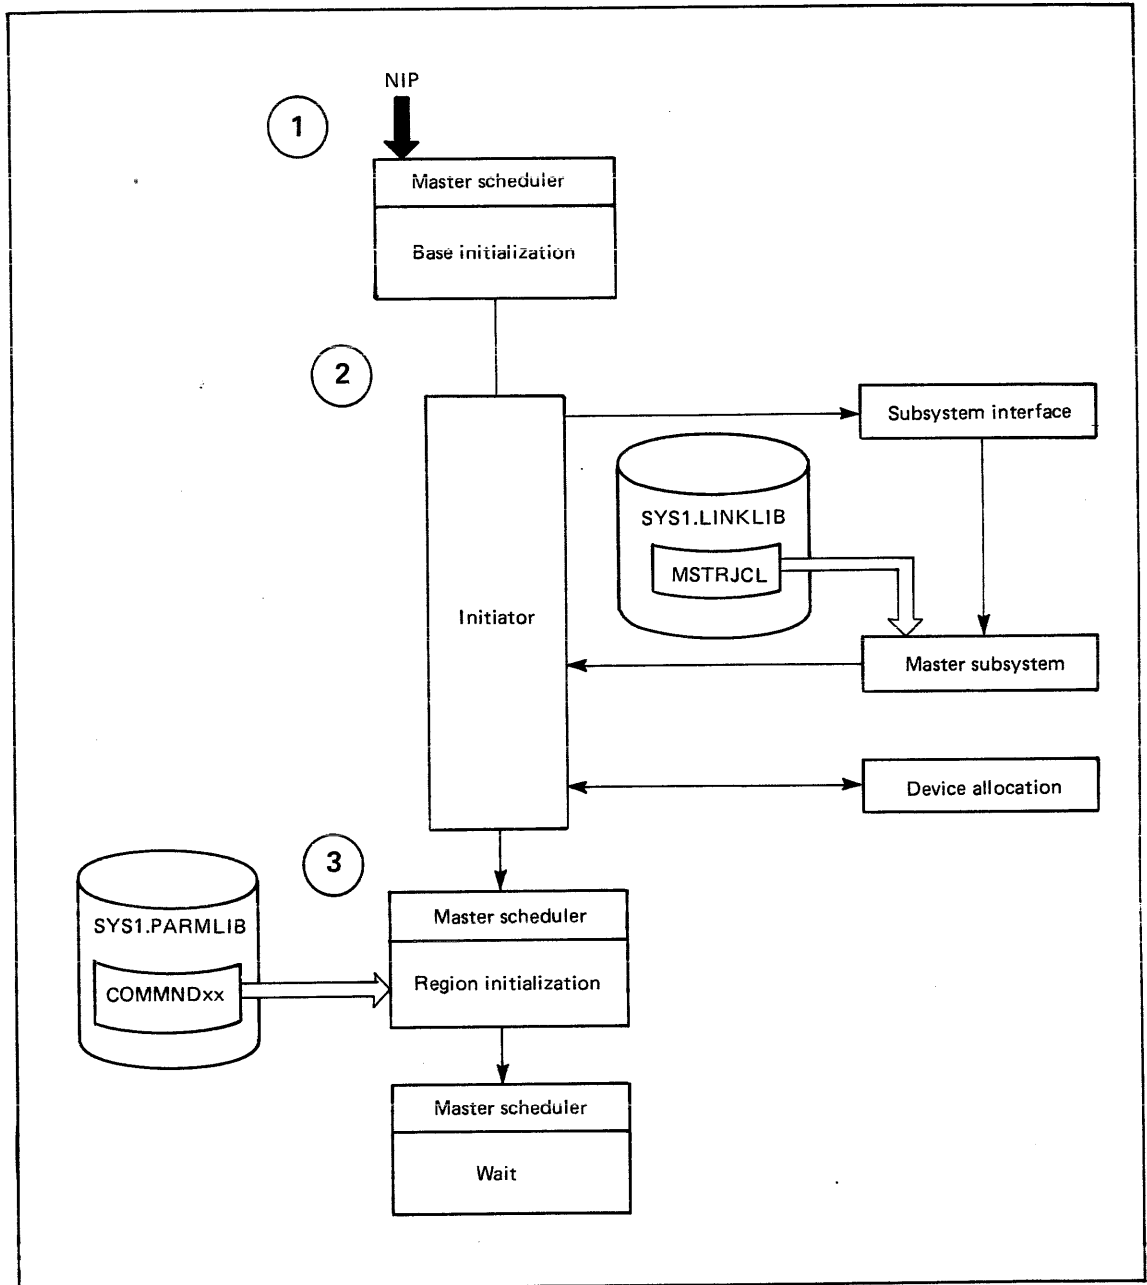 NIP
1
Master scheduler
Base initialization
2
Subsystem interface
SYS1.LINKLIB
MSTRJCL
Initiator
Master subsystem
Device allocation
3
Master scheduler
SYS1.PARMLIB
Region initialization
COMMNDxx
Master scheduler
Wait